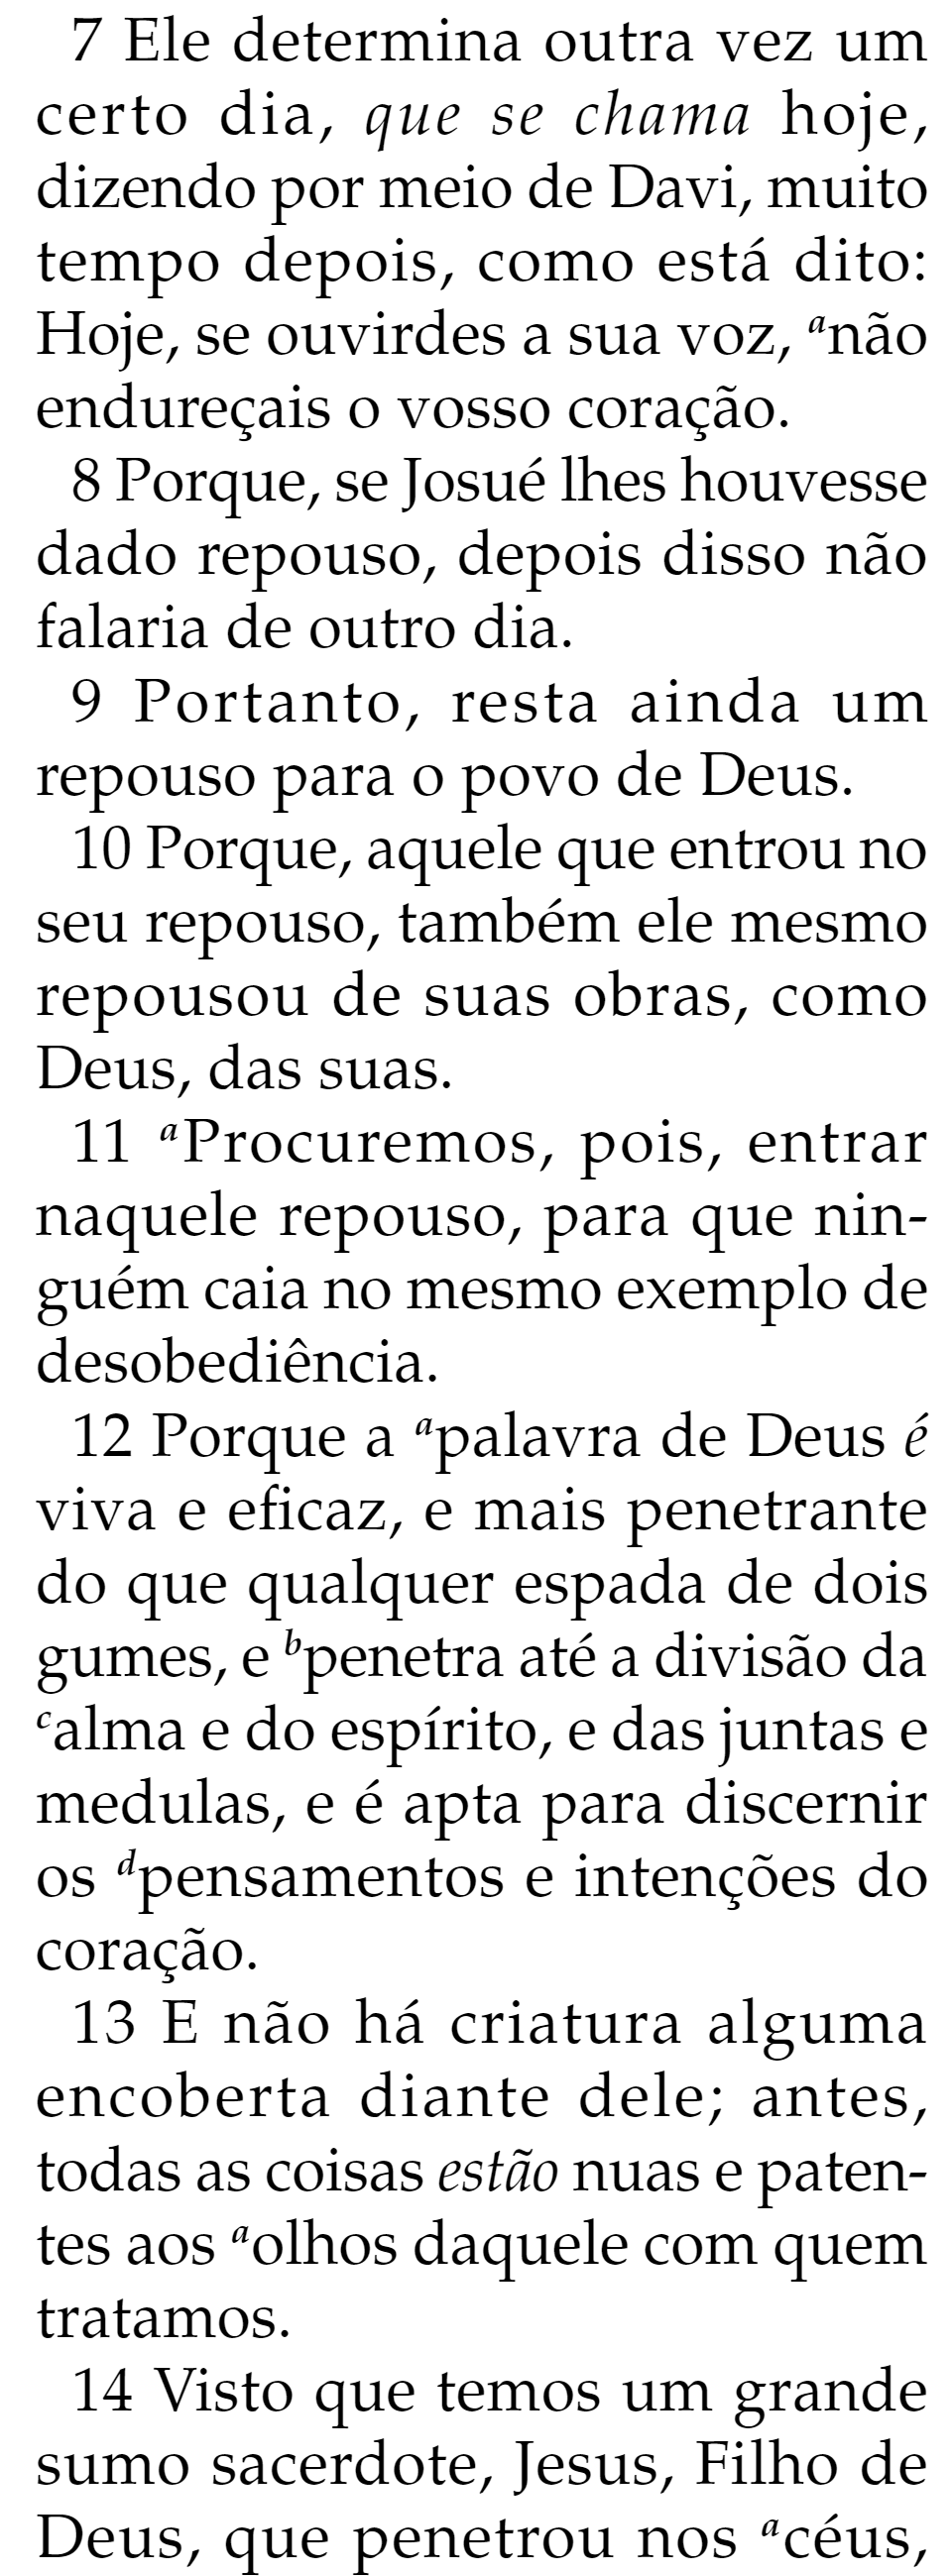 7 Ele determina outra vez um
certo dia, que se chama hoje,
dizendo por meio de Davi, muito
tempo depois, como está dito:
Hoje, se ouvirdes a sua voz, ᵃnão
endureçais o vosso coração.
8 Porque, se Josué lhes houvesse
dado repouso, depois disso não
falaria de outro dia.
9 Portanto, resta ainda um
repouso para o povo de Deus.
10 Porque, aquele que entrou no
seu repouso, também ele mesmo
repousou de suas obras, como
Deus, das suas.
11 ᵃProcuremos, pois, entrar
naquele repouso, para que nin-
guém caia no mesmo exemplo de
desobediência.
12 Porque a ᵃpalavra de Deus é
viva e eficaz, e mais penetrante
do que qualquer espada de dois
gumes, e ᵇpenetra até a divisão da
ᶜalma e do espírito, e das juntas e
medulas, e é apta para discernir
os ᵈpensamentos e intenções do
coração.
13 E não há criatura alguma
encoberta diante dele; antes,
todas as coisas estão nuas e paten-
tes aos ᵃolhos daquele com quem
tratamos.
14 Visto que temos um grande
sumo sacerdote, Jesus, Filho de
Deus, que penetrou nos ᵃcéus,